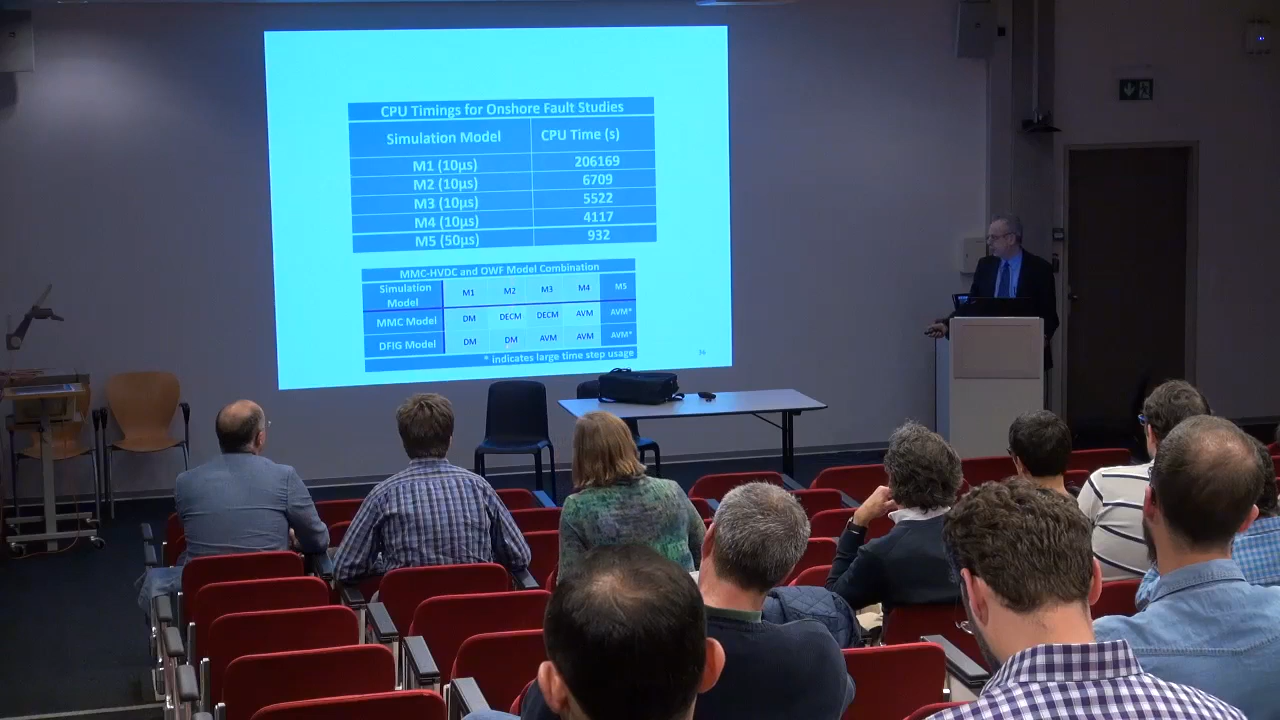 CPU Timings for Onshore Fault Studies
Simulation Model CPU Time (s)
M1 (10µs) 206169
M2 (10µs) 6709
M3 (10µs) 5522
M4 (10µs) 4117
M5 (50µs) 932
MMC-HVDC and OWF Model Combination
Simulation Model M1 M2 M3 M4 M5
MMC Model DM DECM DECM AVM AVM*
DFIG Model DM DM AVM AVM AVM*
* indicates large time step usage
36